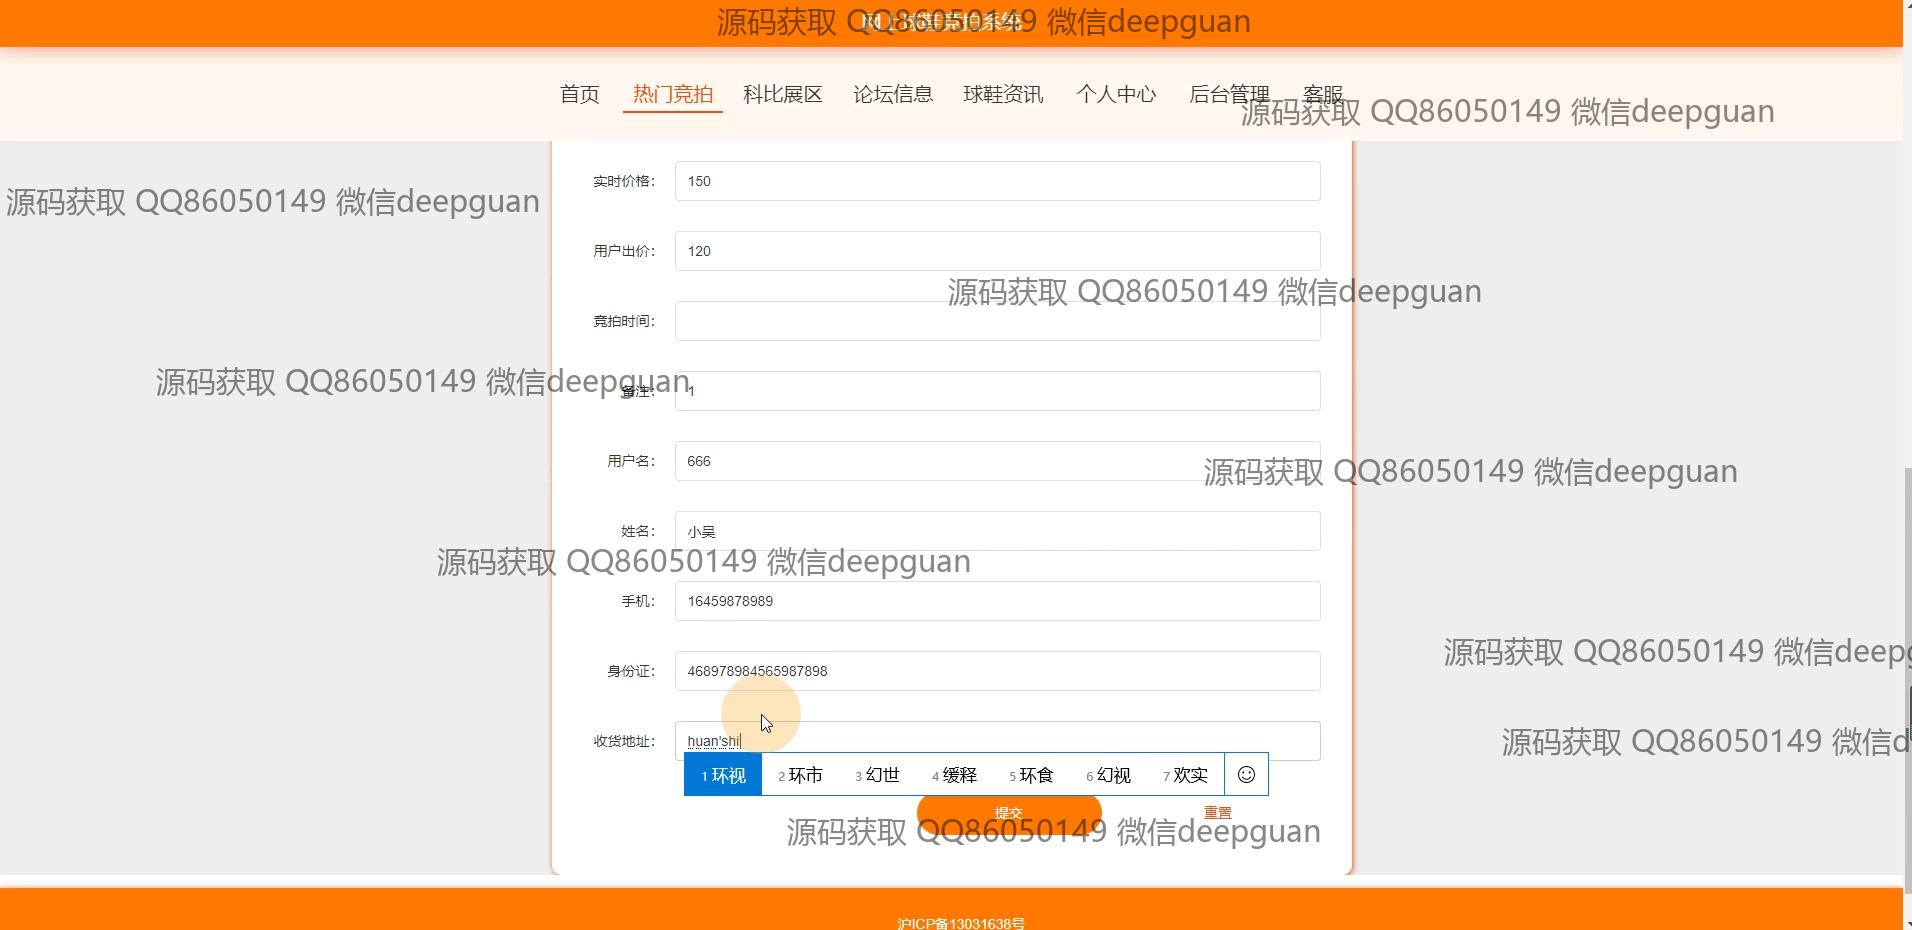 网上球鞋竞拍系统
源码获取 QQ86050149 微信deepguan
首页 热门竞拍 科比展区 论坛信息 球鞋资讯 个人中心 后台管理 客服
源码获取 QQ86050149 微信deepguan
实时价格： 150
源码获取 QQ86050149 微信deepguan
用户出价： 120
源码获取 QQ86050149 微信deepguan
竞拍时间：
源码获取 QQ86050149 微信deepguan
备注： 1
用户名： 666
源码获取 QQ86050149 微信deepguan
姓名： 小吴
源码获取 QQ86050149 微信deepguan
手机： 16459878989
源码获取 QQ86050149 微信deepg
身份证： 468978984565987898
收货地址： huan'shi
源码获取 QQ86050149 微信d
1 环视 2 环市 3 幻世 4 缓释 5 环食 6 幻视 7 欢实
提交 重置
源码获取 QQ86050149 微信deepguan
沪ICP备13031638号